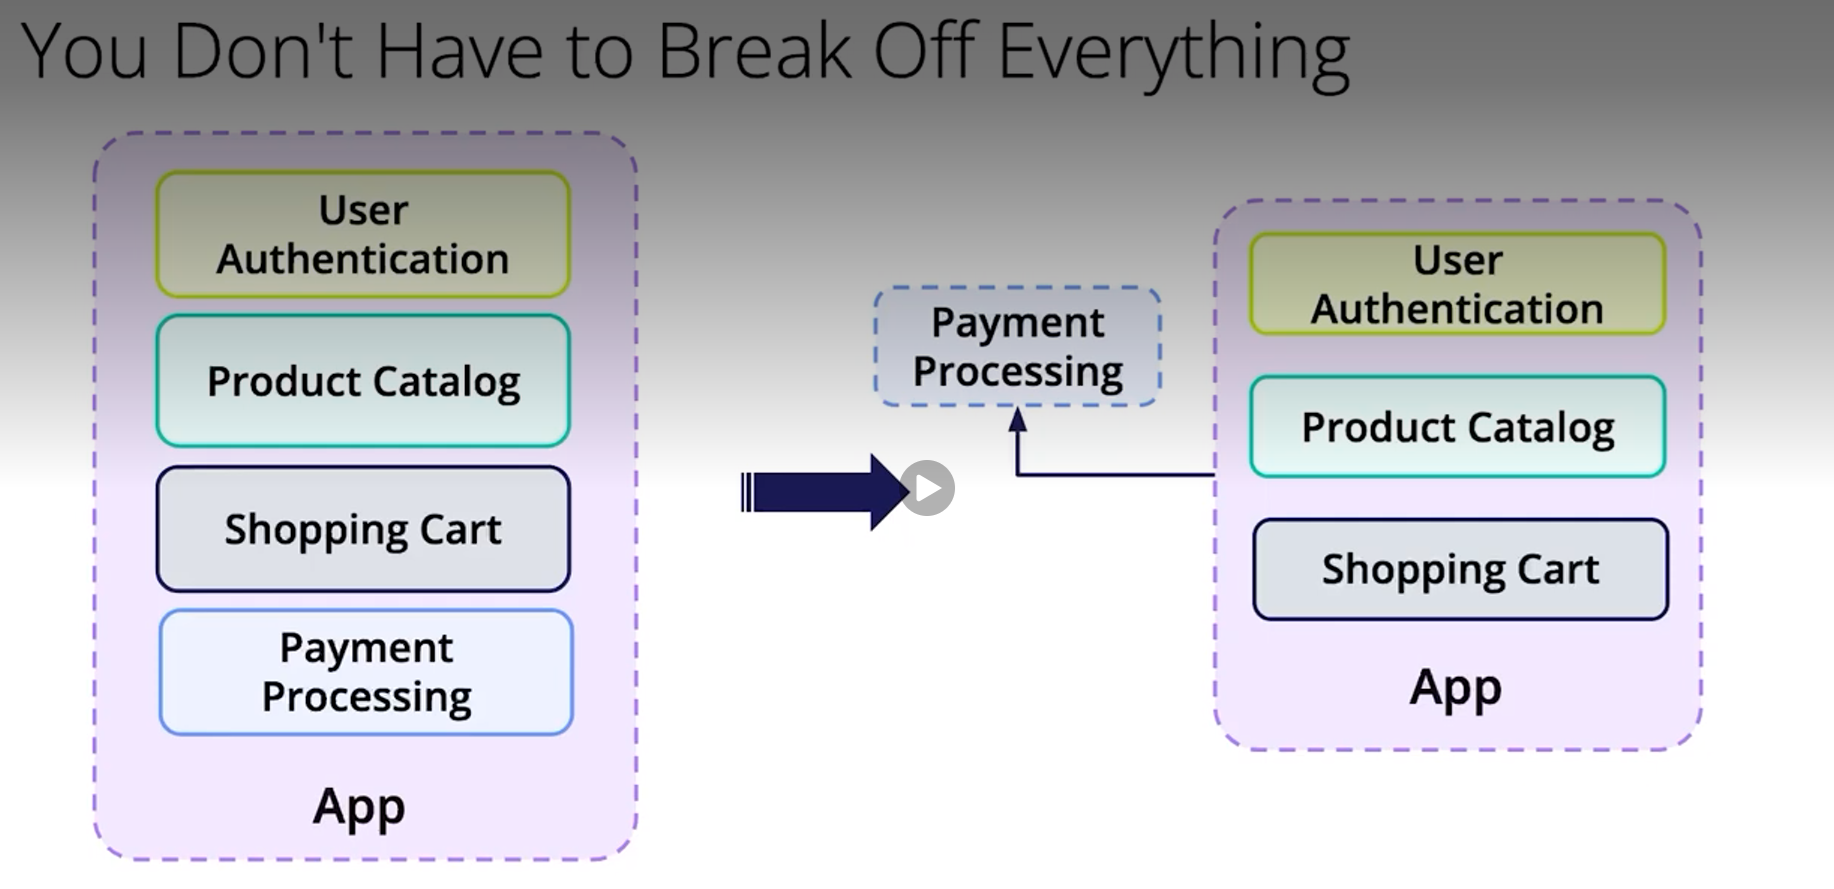 You Don't Have to Break Off Everything
User
Authentication
Product Catalog
Shopping Cart
Payment
Processing
App
Payment
Processing
User
Authentication
Product Catalog
Shopping Cart
App